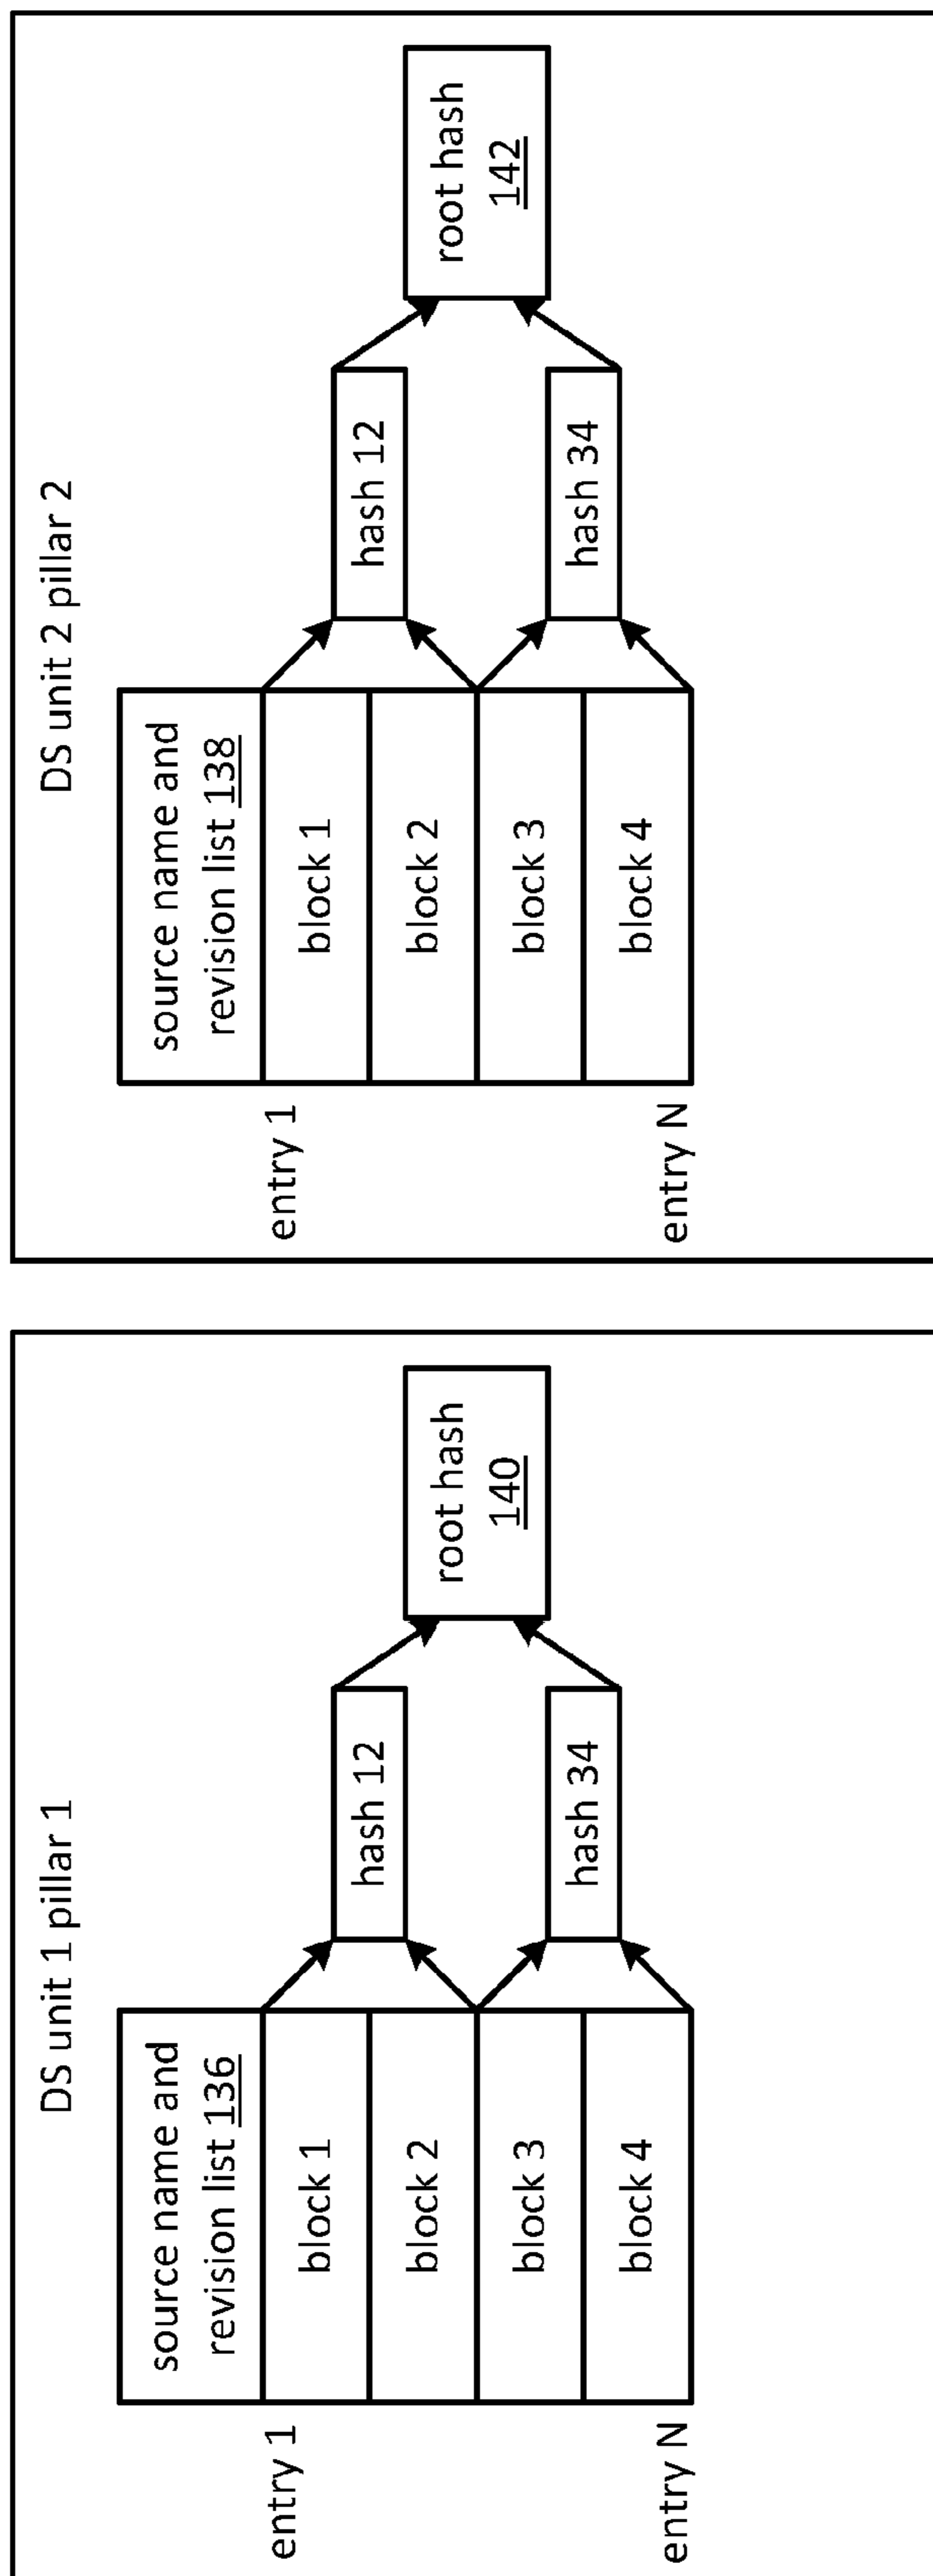 DS unit 1 pillar 1
source name and
revision list 136
entry 1
block 1
block 2
block 3
block 4
entry N
hash 12
hash 34
root hash
140
DS unit 2 pillar 2
source name and
revision list 138
entry 1
block 1
block 2
block 3
block 4
entry N
hash 12
hash 34
root hash
142